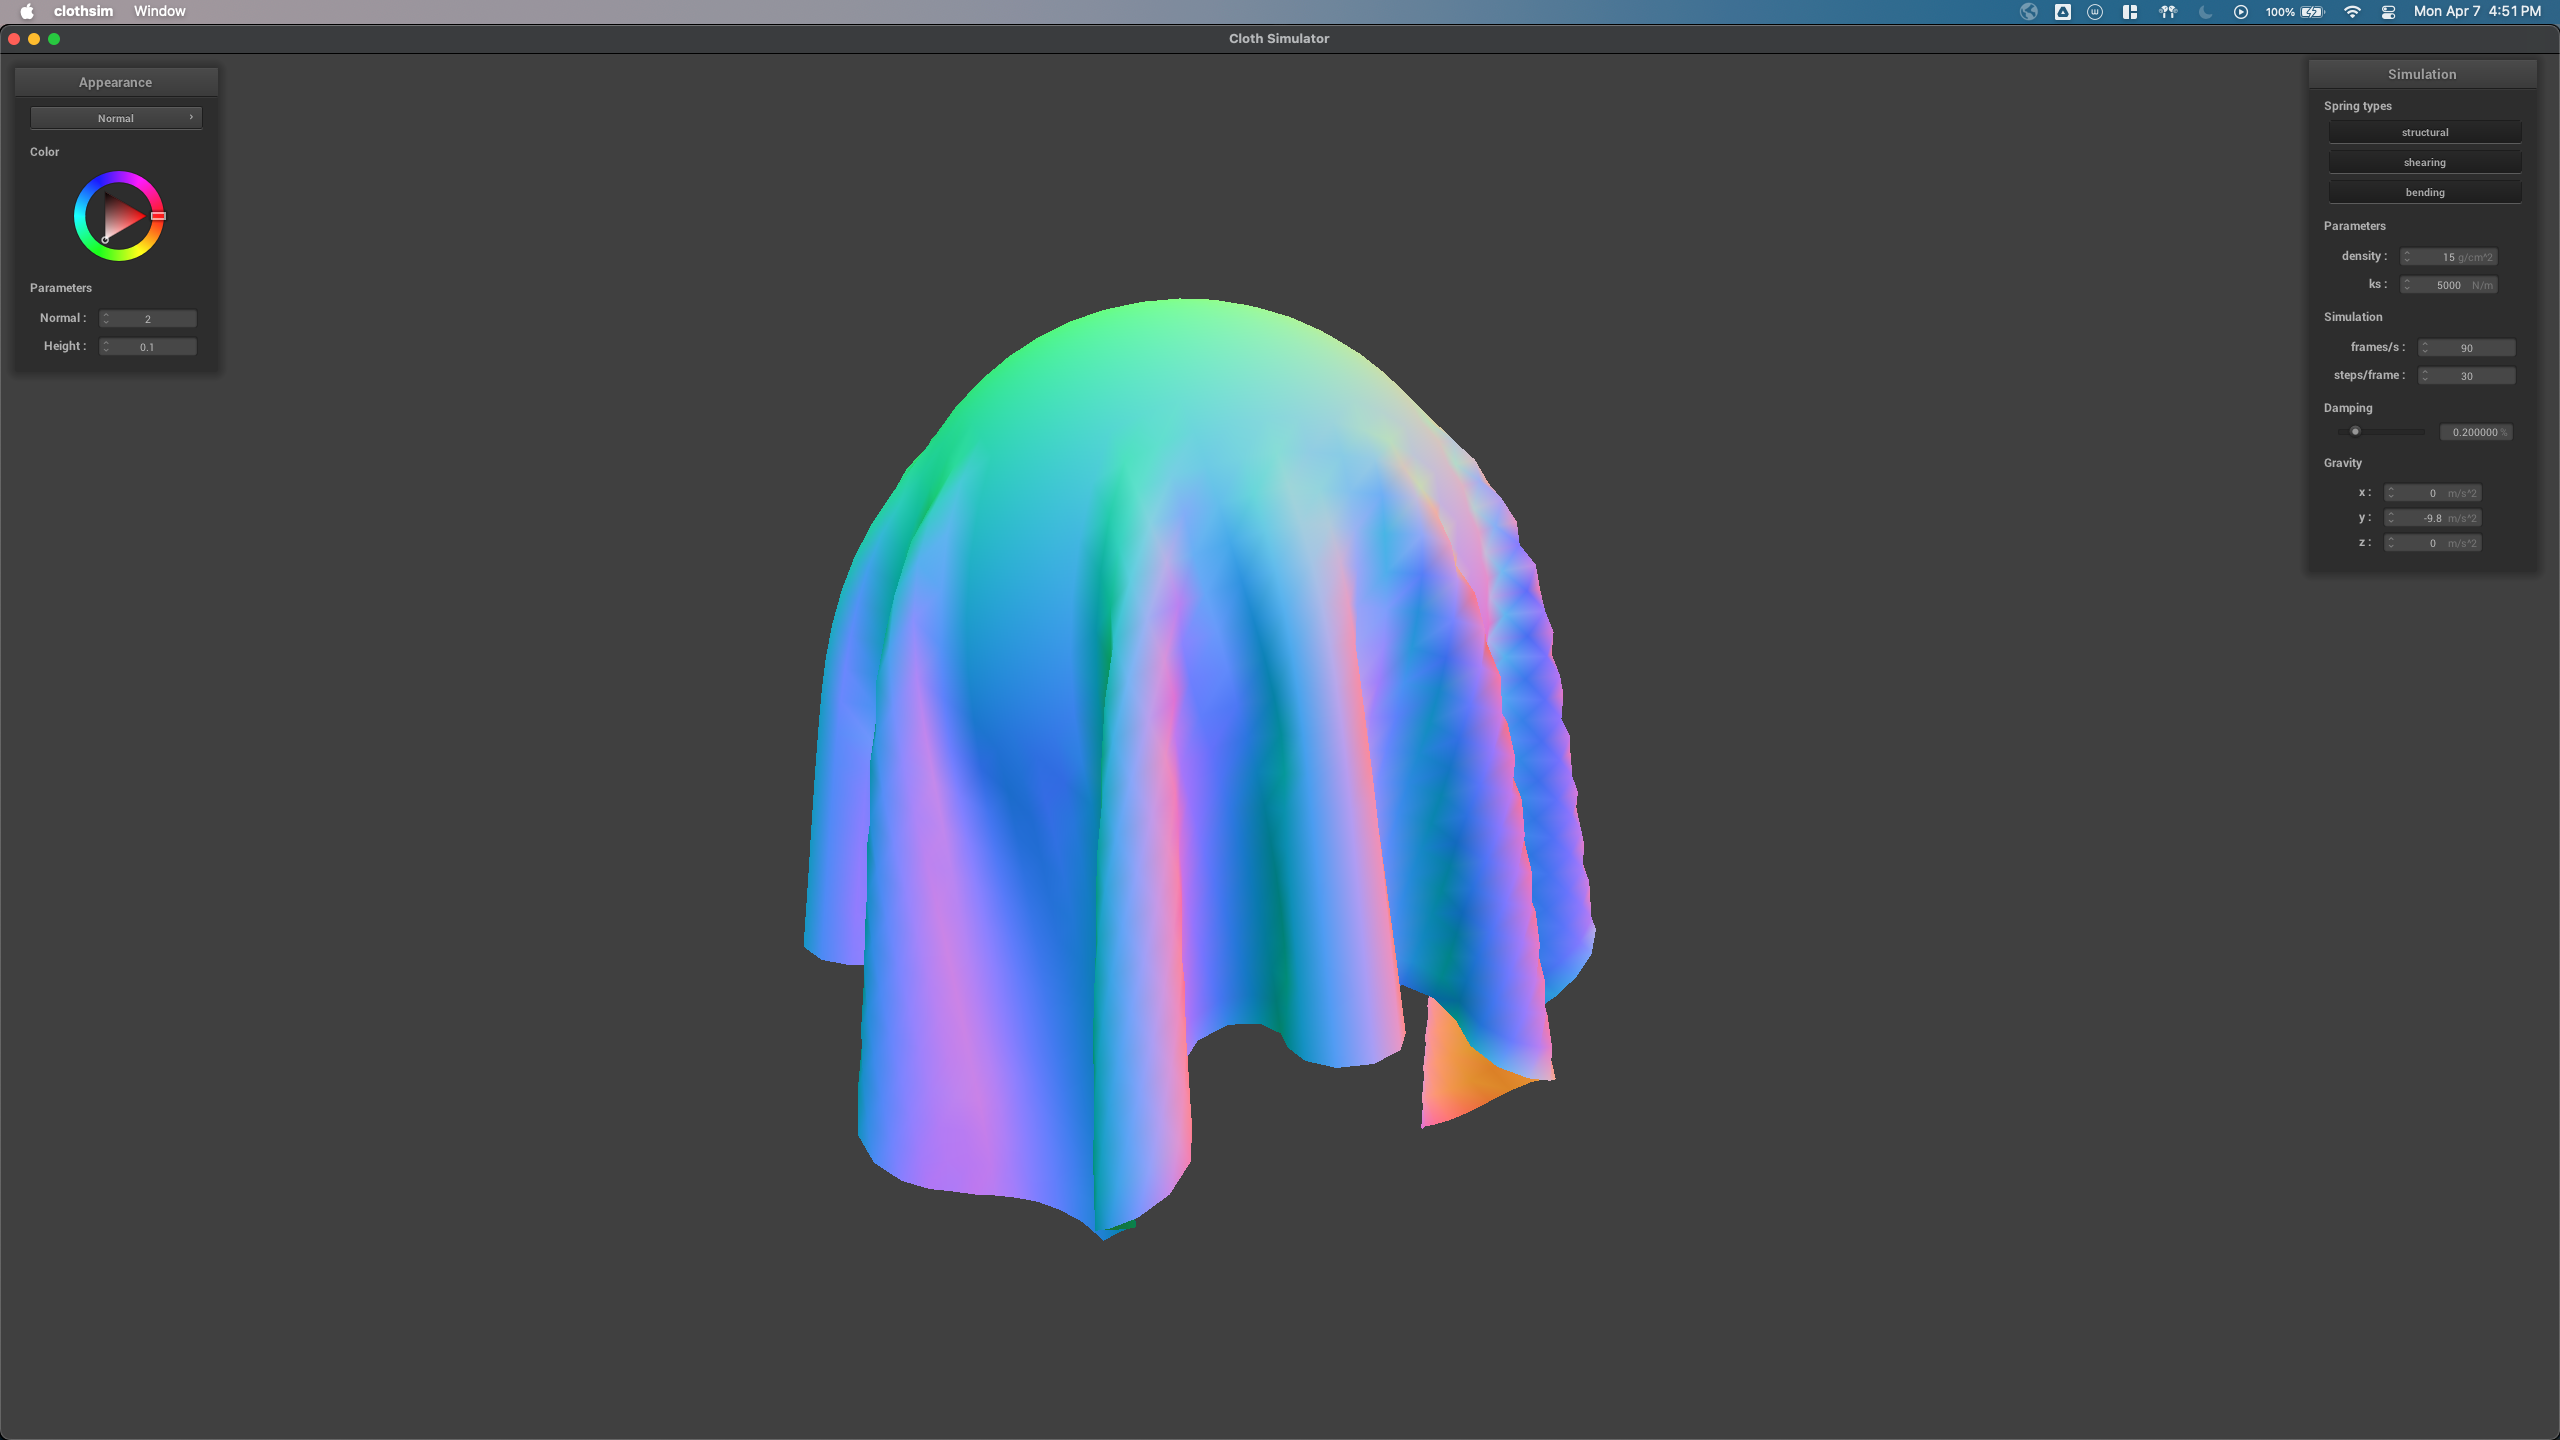 clothsim Window 100% Mon Apr 7 4:51 PM
Cloth Simulator
Appearance
Normal
Color
Parameters
Normal : 2
Height : 0.1
Simulation
Spring types
structural
shearing
bending
Parameters
density : 15 g/cm^2
ks : 5000 N/m
Simulation
frames/s : 90
steps/frame : 30
Damping
0.200000 %
Gravity
x : 0 m/s^2
y : -9.8 m/s^2
z : 0 m/s^2